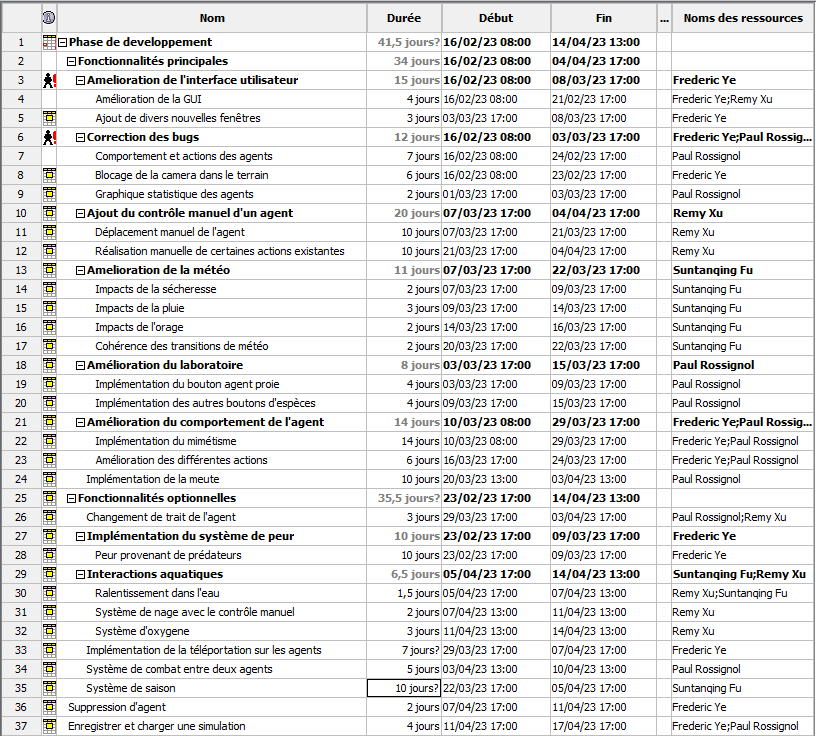 Nom Durée Début Fin ... Noms des ressources
1 Phase de developpement 41,5 jours? 16/02/23 08:00 14/04/23 13:00
2 Fonctionnalités principales 34 jours 16/02/23 08:00 04/04/23 17:00
3 Amelioration de l'interface utilisateur 15 jours 16/02/23 08:00 08/03/23 17:00 Frederic Ye
4 Amélioration de la GUI 4 jours 16/02/23 08:00 21/02/23 17:00 Frederic Ye;Remy Xu
5 Ajout de divers nouvelles fenêtres 3 jours 03/03/23 17:00 08/03/23 17:00 Frederic Ye
6 Correction des bugs 12 jours 16/02/23 08:00 03/03/23 17:00 Frederic Ye;Paul Rossig...
7 Comportement et actions des agents 7 jours 16/02/23 08:00 24/02/23 17:00 Paul Rossignol
8 Blocage de la camera dans le terrain 6 jours 16/02/23 08:00 23/02/23 17:00 Frederic Ye
9 Graphique statistique des agents 2 jours 01/03/23 17:00 03/03/23 17:00 Paul Rossignol
10 Ajout du contrôle manuel d'un agent 20 jours 07/03/23 17:00 04/04/23 17:00 Remy Xu
11 Déplacement manuel de l'agent 10 jours 07/03/23 17:00 21/03/23 17:00 Remy Xu
12 Réalisation manuelle de certaines actions existantes 10 jours 21/03/23 17:00 04/04/23 17:00 Remy Xu
13 Amelioration de la météo 11 jours 07/03/23 17:00 22/03/23 17:00 Suntanqing Fu
14 Impacts de la sécheresse 2 jours 07/03/23 17:00 09/03/23 17:00 Suntanqing Fu
15 Impacts de la pluie 3 jours 09/03/23 17:00 14/03/23 17:00 Suntanqing Fu
16 Impacts de l'orage 2 jours 14/03/23 17:00 16/03/23 17:00 Suntanqing Fu
17 Cohérence des transitions de météo 2 jours 20/03/23 17:00 22/03/23 17:00 Suntanqing Fu
18 Amélioration du laboratoire 8 jours 03/03/23 17:00 15/03/23 17:00 Paul Rossignol
19 Implémentation du bouton agent proie 4 jours 03/03/23 17:00 09/03/23 17:00 Paul Rossignol
20 Implémentation des autres boutons d'espèces 4 jours 09/03/23 17:00 15/03/23 17:00 Paul Rossignol
21 Amélioration du comportement de l'agent 14 jours 10/03/23 08:00 29/03/23 17:00 Frederic Ye;Paul Rossig...
22 Implémentation du mimétisme 14 jours 10/03/23 08:00 29/03/23 17:00 Frederic Ye;Paul Rossignol
23 Amélioration des différentes actions 6 jours 16/03/23 17:00 24/03/23 17:00 Frederic Ye;Paul Rossignol
24 Implémentation de la meute 10 jours 20/03/23 13:00 03/04/23 13:00 Paul Rossignol
25 Fonctionnalités optionnelles 35,5 jours? 23/02/23 17:00 14/04/23 13:00
26 Changement de trait de l'agent 3 jours 29/03/23 17:00 03/04/23 17:00 Paul Rossignol;Remy Xu
27 Implémentation du système de peur 10 jours 23/02/23 17:00 09/03/23 17:00 Frederic Ye
28 Peur provenant de prédateurs 10 jours 23/02/23 17:00 09/03/23 17:00 Frederic Ye
29 Interactions aquatiques 6,5 jours 05/04/23 17:00 14/04/23 13:00 Suntanqing Fu;Remy Xu
30 Ralentissement dans l'eau 1,5 jours 05/04/23 17:00 07/04/23 13:00 Remy Xu;Suntanqing Fu
31 Système de nage avec le contrôle manuel 2 jours 07/04/23 13:00 11/04/23 13:00 Remy Xu
32 Système d'oxygene 3 jours 11/04/23 13:00 14/04/23 13:00 Remy Xu
33 Implémentation de la téléportation sur les agents 7 jours? 29/03/23 17:00 07/04/23 17:00 Frederic Ye
34 Système de combat entre deux agents 5 jours 03/04/23 13:00 10/04/23 13:00 Paul Rossignol
35 Système de saison 10 jours? 22/03/23 17:00 05/04/23 17:00 Suntanqing Fu
36 Suppression d'agent 2 jours 07/04/23 17:00 11/04/23 17:00 Frederic Ye
37 Enregistrer et charger une simulation 4 jours 11/04/23 17:00 17/04/23 17:00 Frederic Ye;Paul Rossignol